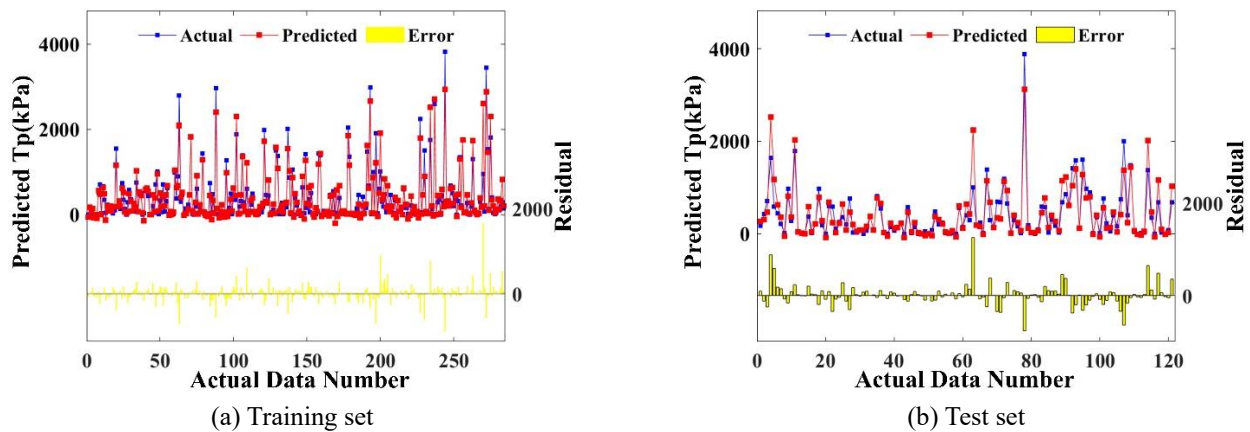 Actual Predicted Error
4000
2000
0
Predicted Tp(kPa)
2000
0
Residual
0 50 100 150 200 250
Actual Data Number
(a) Training set
Actual Predicted Error
4000
2000
0
Predicted Tp(kPa)
2000
0
Residual
0 20 40 60 80 100 120
Actual Data Number
(b) Test set